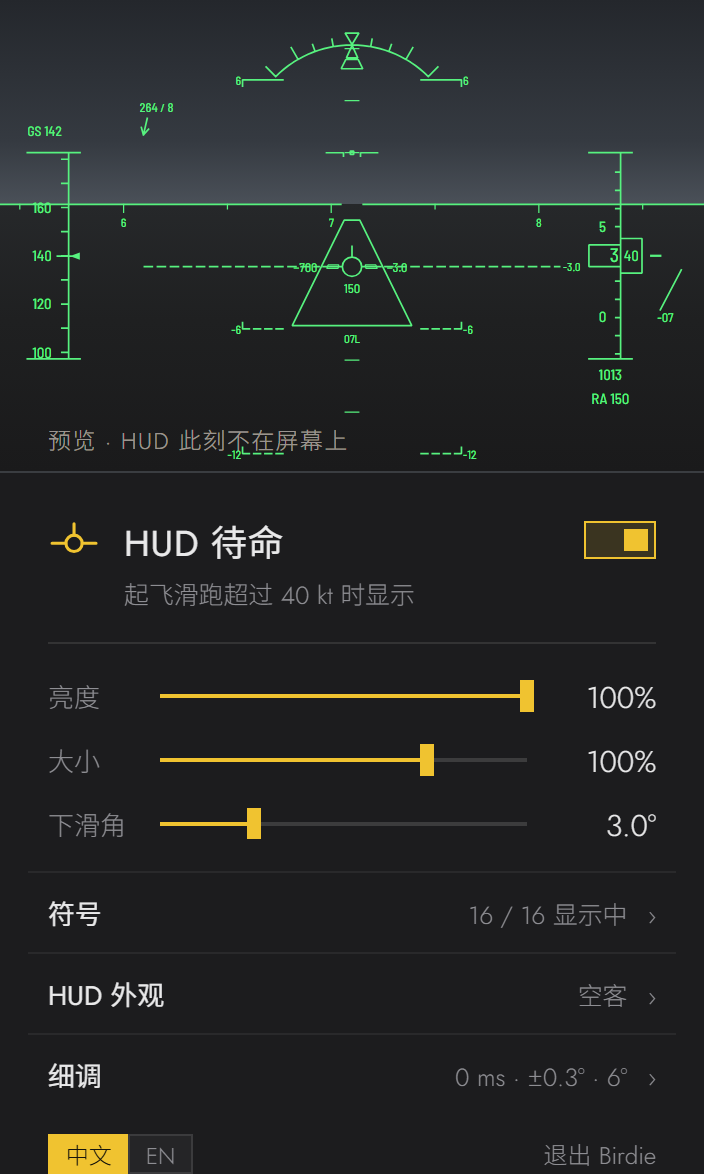 6 6
264 / 8
GS 142
160
6 7 8
5
140 -700 -3.0 -3.0 3 40
150
120 0 -07
-6 -6
07L
100
1013
RA 150
预览 · HUD 此刻不在屏幕上
-12 -12
HUD 待命
起飞滑跑超过 40 kt 时显示
亮度 100%
大小 100%
下滑角 3.0°
符号 16 / 16 显示中 ›
HUD 外观 空客 ›
细调 0 ms · ±0.3° · 6° ›
中文 EN 退出 Birdie